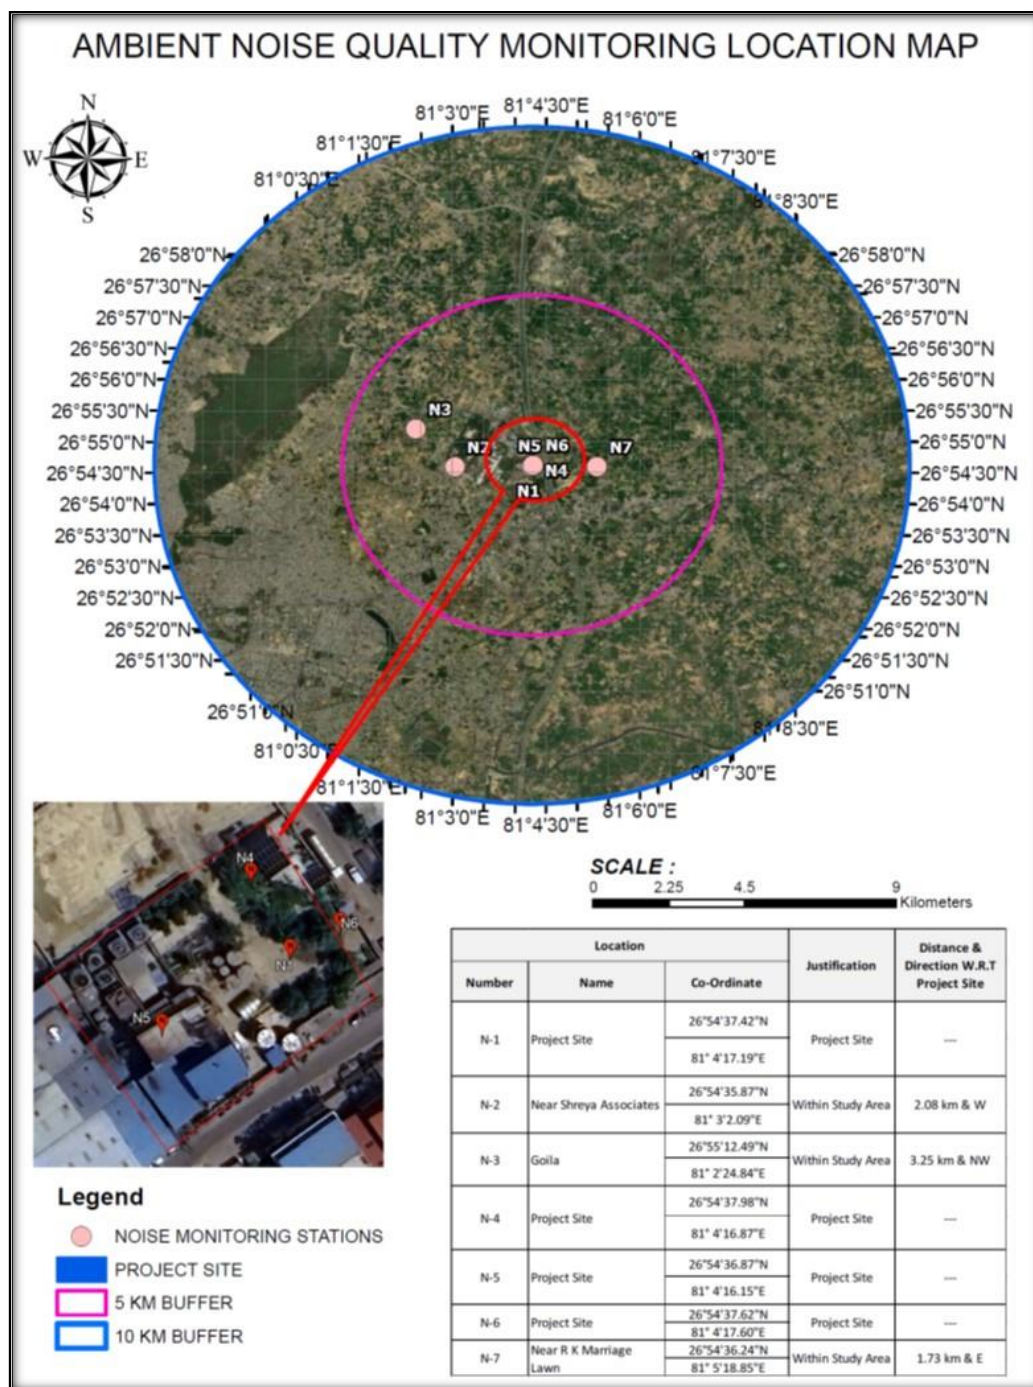 AMBIENT NOISE QUALITY MONITORING LOCATION MAP
N
W E
S
81°0'30"E 81°1'30"E 81°3'0"E 81°4'30"E 81°6'0"E 81°7'30"E 81°8'30"E
26°58'0"N 26°58'0"N
26°57'30"N 26°57'30"N
26°57'0"N 26°57'0"N
26°56'30"N 26°56'30"N
26°56'0"N 26°56'0"N
26°55'30"N 26°55'30"N
26°55'0"N 26°55'0"N
26°54'30"N 26°54'30"N
26°54'0"N 26°54'0"N
26°53'30"N 26°53'30"N
26°53'0"N 26°53'0"N
26°52'30"N 26°52'30"N
26°52'0"N 26°52'0"N
26°51'30"N 26°51'30"N
26°51'0"N 26°51'0"N
N3
N2 N5 N6 N7
N4
N1
81°0'30"E 81°1'30"E 81°3'0"E 81°4'30"E 81°6'0"E 81°7'30"E 81°8'30"E
N4
N6
N1
N5
SCALE :
0 2.25 4.5 9
Kilometers
Location Justification Distance & Direction W.R.T Project Site
Number Name Co-Ordinate
N-1 Project Site 26°54'37.42"N 81° 4'17.19"E Project Site ---
N-2 Near Shreya Associates 26°54'35.87"N 81° 3'2.09"E Within Study Area 2.08 km & W
N-3 Goila 26°55'12.49"N 81° 2'24.84"E Within Study Area 3.25 km & NW
N-4 Project Site 26°54'37.98"N 81° 4'16.87"E Project Site ---
N-5 Project Site 26°54'36.87"N 81° 4'16.15"E Project Site ---
N-6 Project Site 26°54'37.62"N 81° 4'17.60"E Project Site ---
N-7 Near R K Marriage Lawn 26°54'36.24"N 81° 5'18.85"E Within Study Area 1.73 km & E
Legend
NOISE MONITORING STATIONS
PROJECT SITE
5 KM BUFFER
10 KM BUFFER